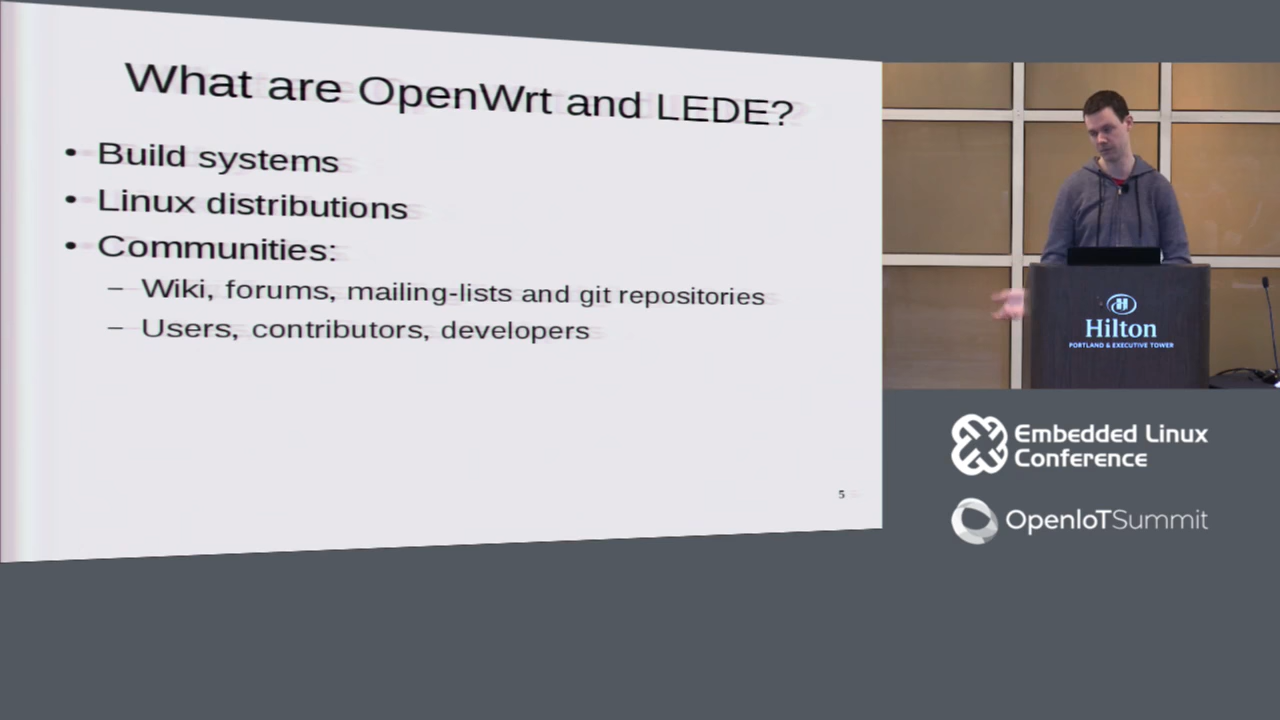 What are OpenWrt and LEDE?
• Build systems
• Linux distributions
• Communities:
– Wiki, forums, mailing-lists and git repositories
– Users, contributors, developers
5
Hilton
PORTLAND & EXECUTIVE TOWER
Embedded Linux
Conference
OpenIoTSummit